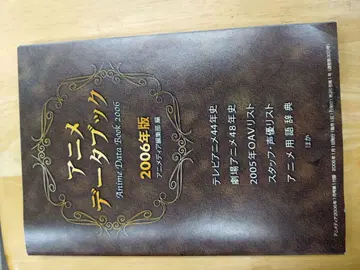 アニメ
データブック
Anime Data Book 2006
2006年版
アニメディア編集部 編
テレビアニメ44年史
劇場アニメ48年史
2005年OAVリスト
スタッフ・声優リスト
アニメ用語辞典
ほか